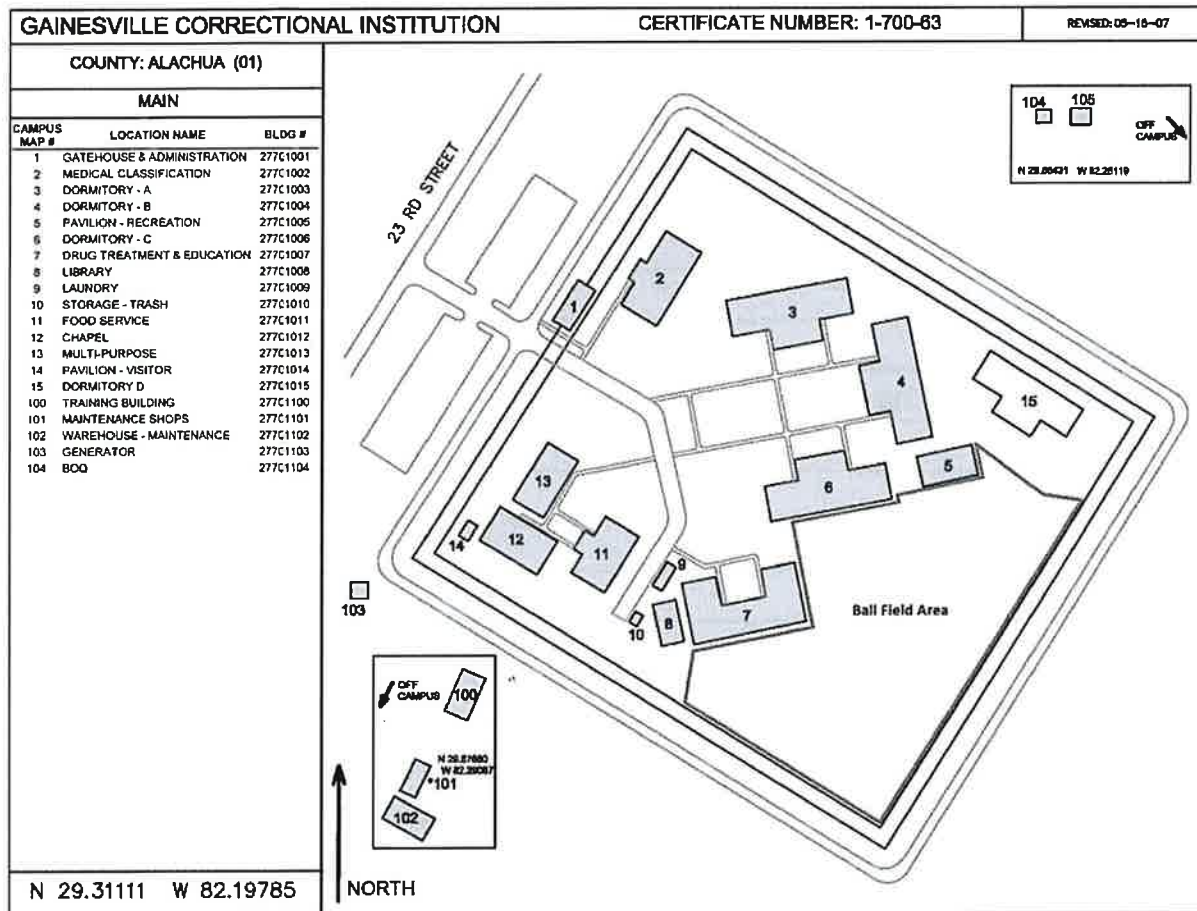 GAINESVILLE CORRECTIONAL INSTITUTION CERTIFICATE NUMBER: 1-700-63 REVISED: 05-16-07
COUNTY: ALACHUA (01)
MAIN
CAMPUS MAP # LOCATION NAME BLDG #
1 GATEHOUSE & ADMINISTRATION 277C1001
2 MEDICAL CLASSIFICATION 277C1002
3 DORMITORY - A 277C1003
4 DORMITORY - B 277C1004
5 PAVILION - RECREATION 277C1005
6 DORMITORY - C 277C1006
7 DRUG TREATMENT & EDUCATION 277C1007
8 LIBRARY 277C1008
9 LAUNDRY 277C1009
10 STORAGE - TRASH 277C1010
11 FOOD SERVICE 277C1011
12 CHAPEL 277C1012
13 MULTI-PURPOSE 277C1013
14 PAVILION - VISITOR 277C1014
15 DORMITORY D 277C1015
100 TRAINING BUILDING 277C1100
101 MAINTENANCE SHOPS 277C1101
102 WAREHOUSE - MAINTENANCE 277C1102
103 GENERATOR 277C1103
104 BOQ 277C1104
N 29.31111 W 82.19785
23 RD STREET
104 105
OFF
CAMPUS
1
2
3
4
15
5
6
13
12
11
14
9
10
8
7
Ball Field Area
103
OFF
CAMPUS
100
*101
102
NORTH